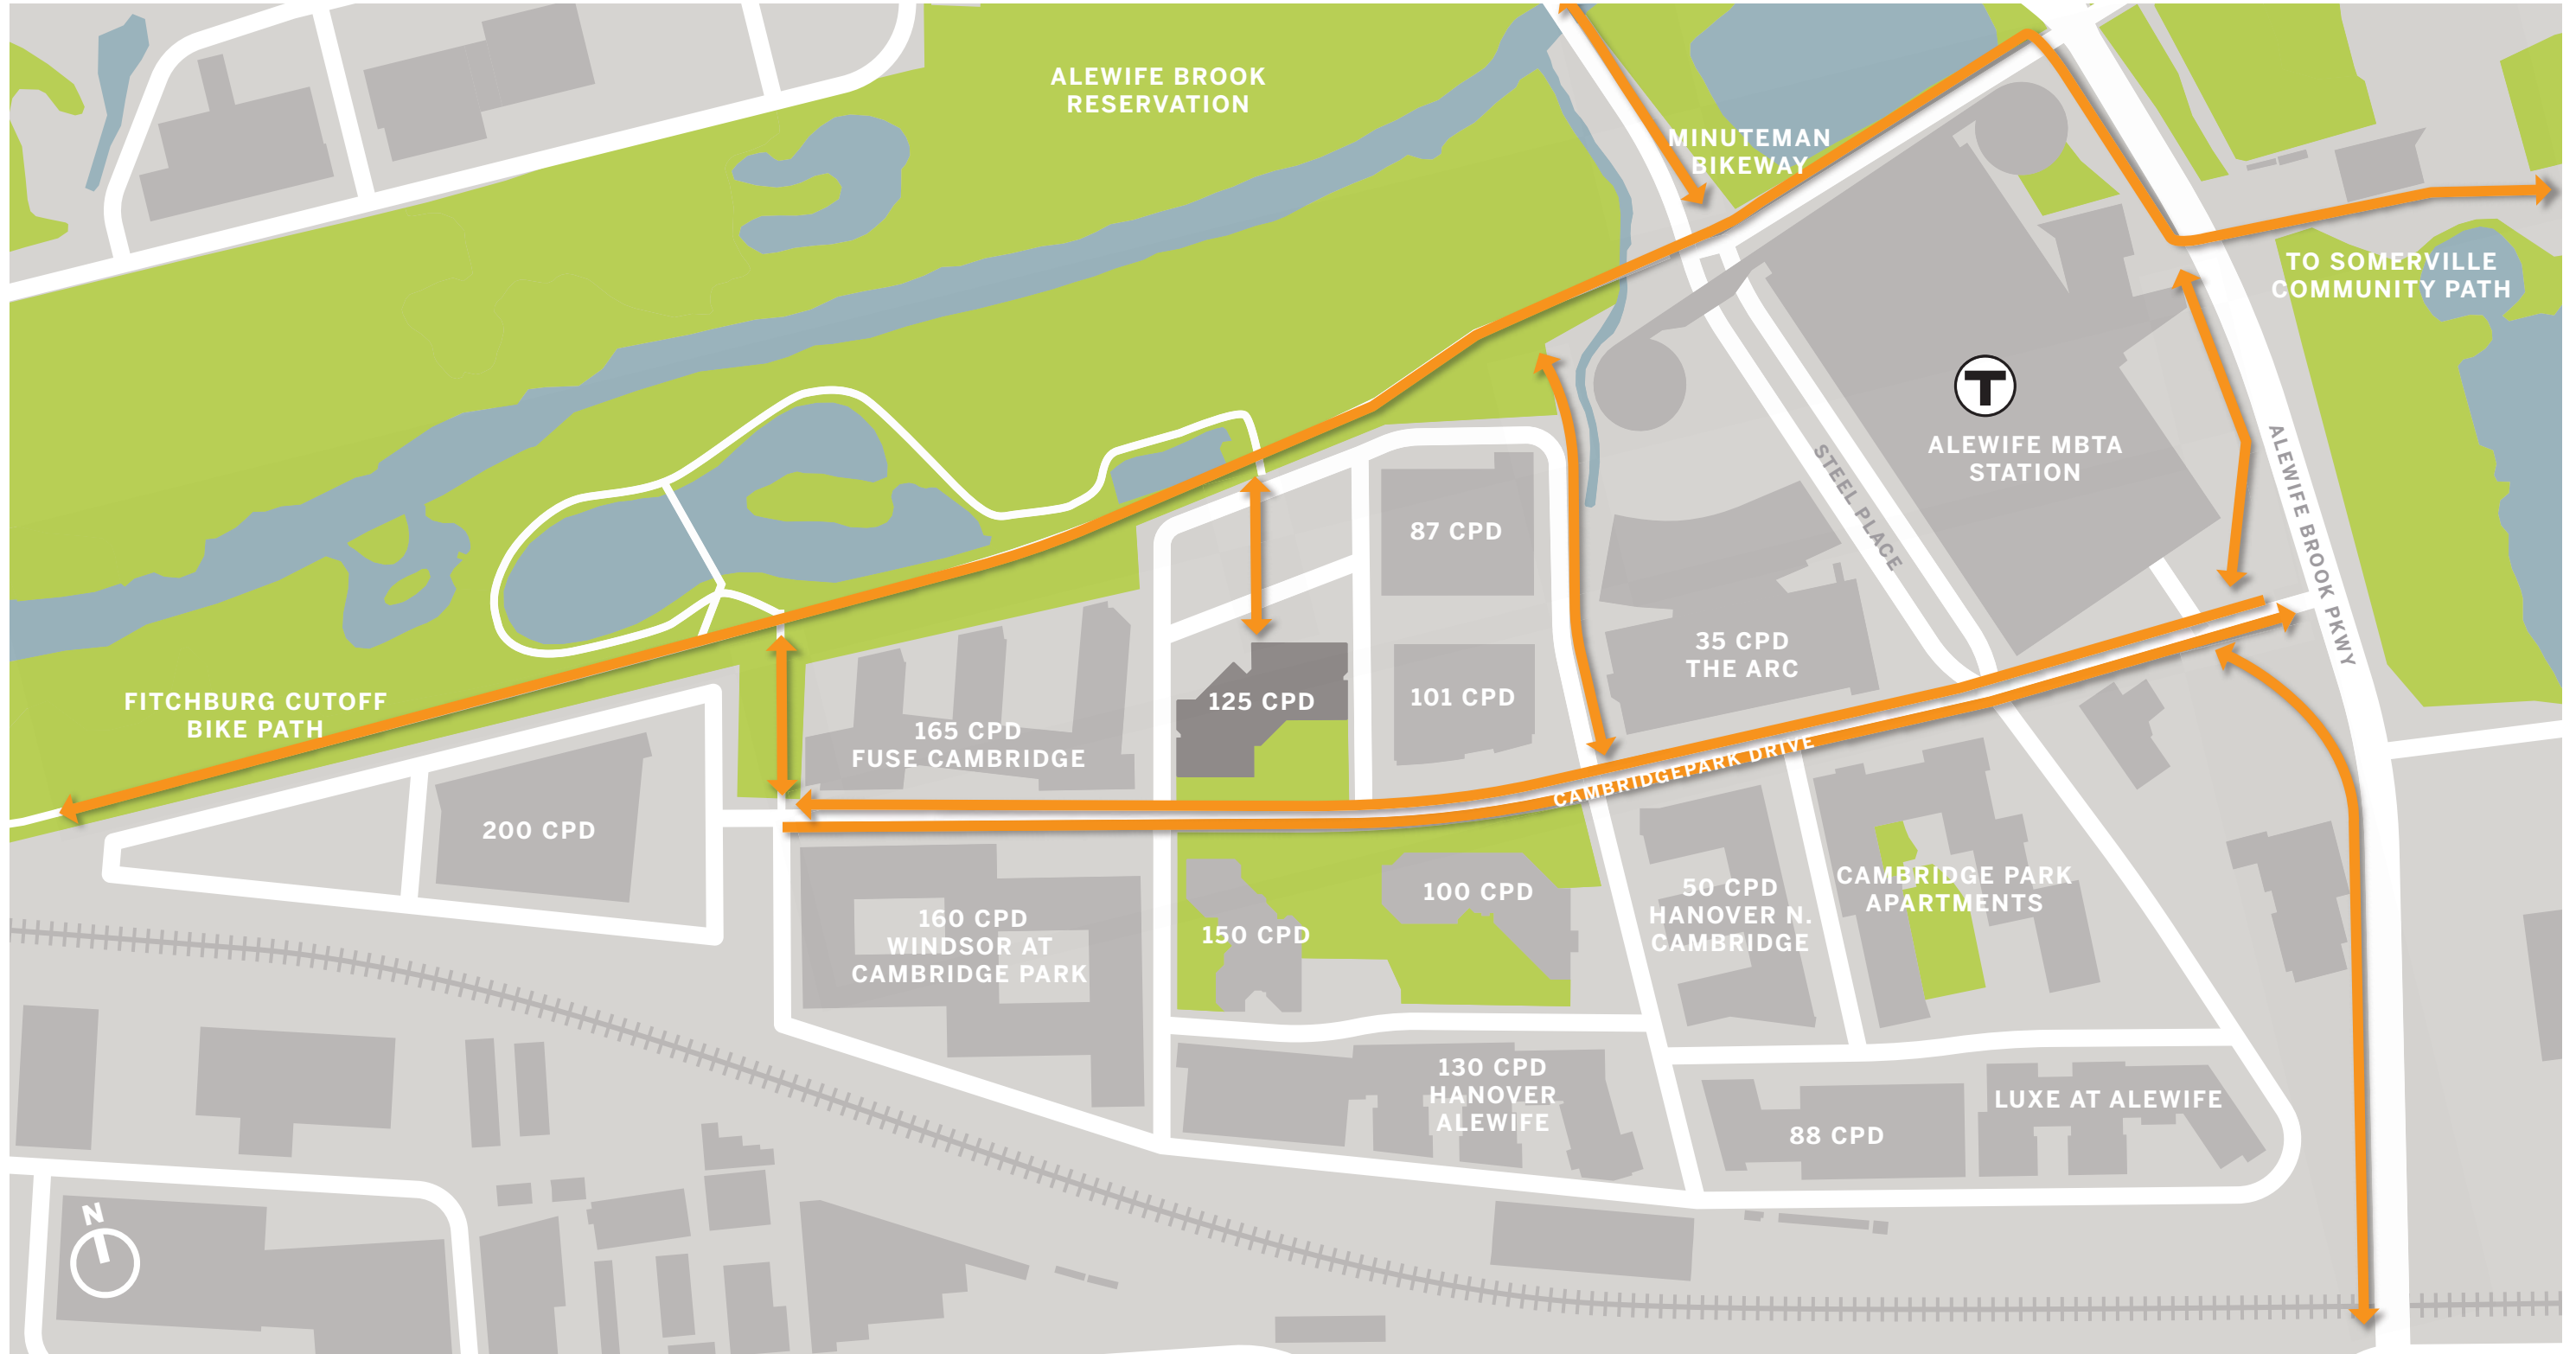 ALEWIFE BROOK
RESERVATION
MINUTEMAN
BIKEWAY
TO SOMERVILLE
COMMUNITY PATH
T
ALEWIFE MBTA
STATION
STEEL PLACE
ALEWIFE BROOK PKWY
87 CPD
35 CPD
THE ARC
101 CPD
125 CPD
FITCHBURG CUTOFF
BIKE PATH
165 CPD
FUSE CAMBRIDGE
CAMBRIDGEPARK DRIVE
200 CPD
160 CPD
WINDSOR AT
CAMBRIDGE PARK
150 CPD
100 CPD
50 CPD
HANOVER N.
CAMBRIDGE
CAMBRIDGE PARK
APARTMENTS
130 CPD
HANOVER
ALEWIFE
88 CPD
LUXE AT ALEWIFE
N